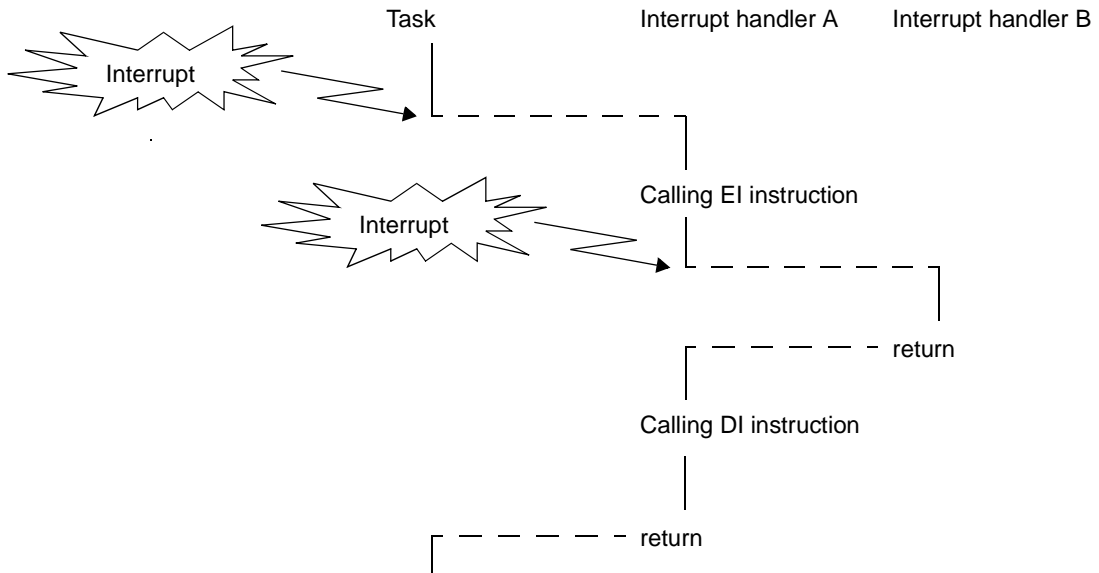 Task Interrupt handler A Interrupt handler B
Interrupt
Calling EI instruction
Interrupt
return
Calling DI instruction
return